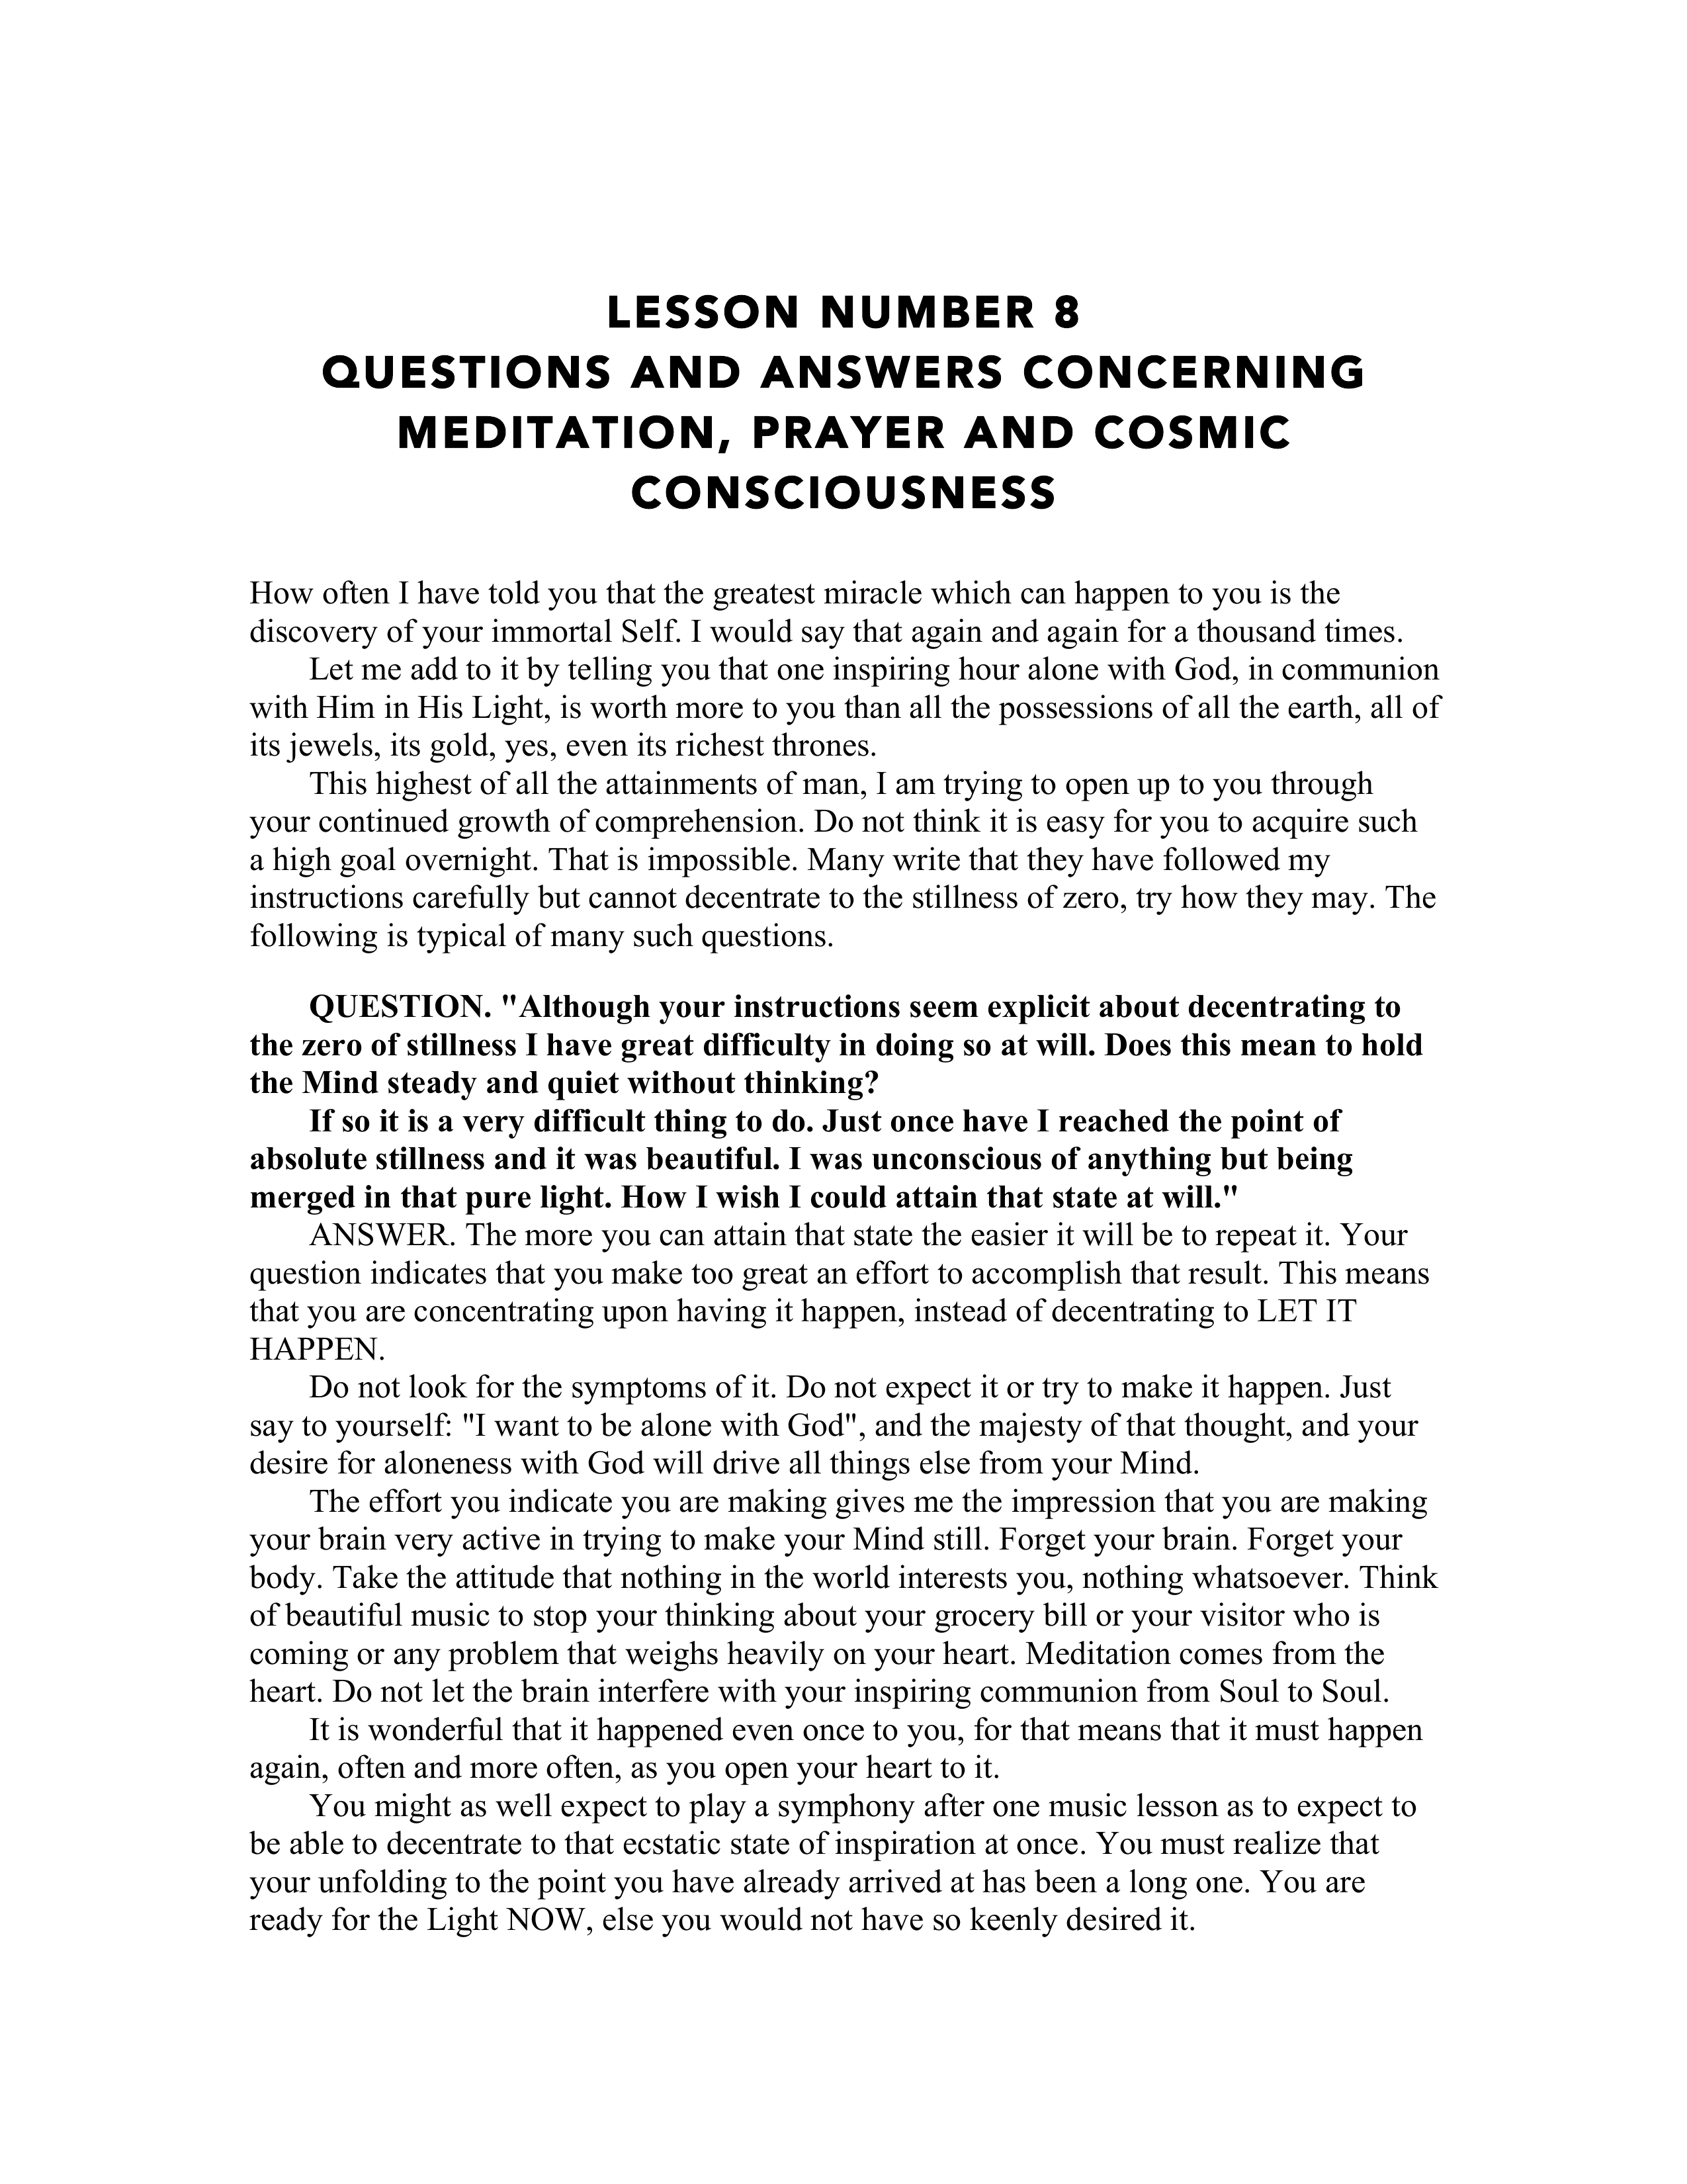 LESSON NUMBER 8
QUESTIONS AND ANSWERS CONCERNING
MEDITATION, PRAYER AND COSMIC
CONSCIOUSNESS
How often I have told you that the greatest miracle which can happen to you is the
discovery of your immortal Self. I would say that again and again for a thousand times.
Let me add to it by telling you that one inspiring hour alone with God, in communion
with Him in His Light, is worth more to you than all the possessions of all the earth, all of
its jewels, its gold, yes, even its richest thrones.
This highest of all the attainments of man, I am trying to open up to you through
your continued growth of comprehension. Do not think it is easy for you to acquire such
a high goal overnight. That is impossible. Many write that they have followed my
instructions carefully but cannot decentrate to the stillness of zero, try how they may. The
following is typical of many such questions.
QUESTION. "Although your instructions seem explicit about decentrating to
the zero of stillness I have great difficulty in doing so at will. Does this mean to hold
the Mind steady and quiet without thinking?
If so it is a very difficult thing to do. Just once have I reached the point of
absolute stillness and it was beautiful. I was unconscious of anything but being
merged in that pure light. How I wish I could attain that state at will."
ANSWER. The more you can attain that state the easier it will be to repeat it. Your
question indicates that you make too great an effort to accomplish that result. This means
that you are concentrating upon having it happen, instead of decentrating to LET IT
HAPPEN.
Do not look for the symptoms of it. Do not expect it or try to make it happen. Just
say to yourself: "I want to be alone with God", and the majesty of that thought, and your
desire for aloneness with God will drive all things else from your Mind.
The effort you indicate you are making gives me the impression that you are making
your brain very active in trying to make your Mind still. Forget your brain. Forget your
body. Take the attitude that nothing in the world interests you, nothing whatsoever. Think
of beautiful music to stop your thinking about your grocery bill or your visitor who is
coming or any problem that weighs heavily on your heart. Meditation comes from the
heart. Do not let the brain interfere with your inspiring communion from Soul to Soul.
It is wonderful that it happened even once to you, for that means that it must happen
again, often and more often, as you open your heart to it.
You might as well expect to play a symphony after one music lesson as to expect to
be able to decentrate to that ecstatic state of inspiration at once. You must realize that
your unfolding to the point you have already arrived at has been a long one. You are
ready for the Light NOW, else you would not have so keenly desired it.